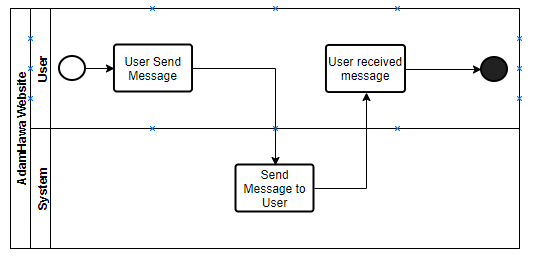 AdamHawa Website
User
User Send
Message
User received
message
System
Send
Message to
User